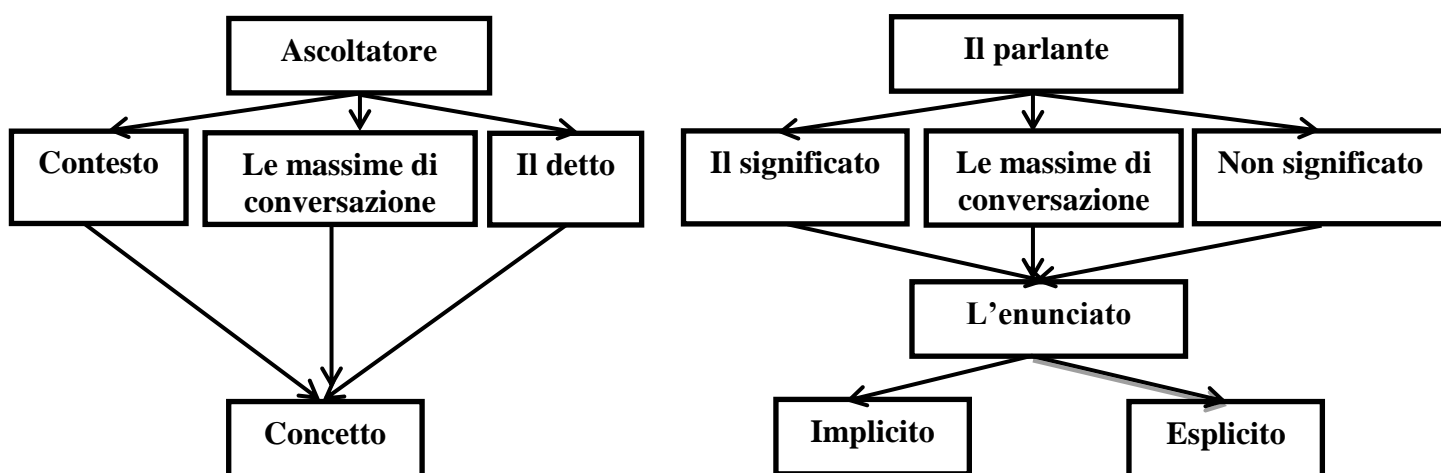 Ascoltatore
Contesto
Le massime di
conversazione
Il detto
Concetto
Il parlante
Il significato
Le massime di
conversazione
Non significato
L’enunciato
Implicito
Esplicito